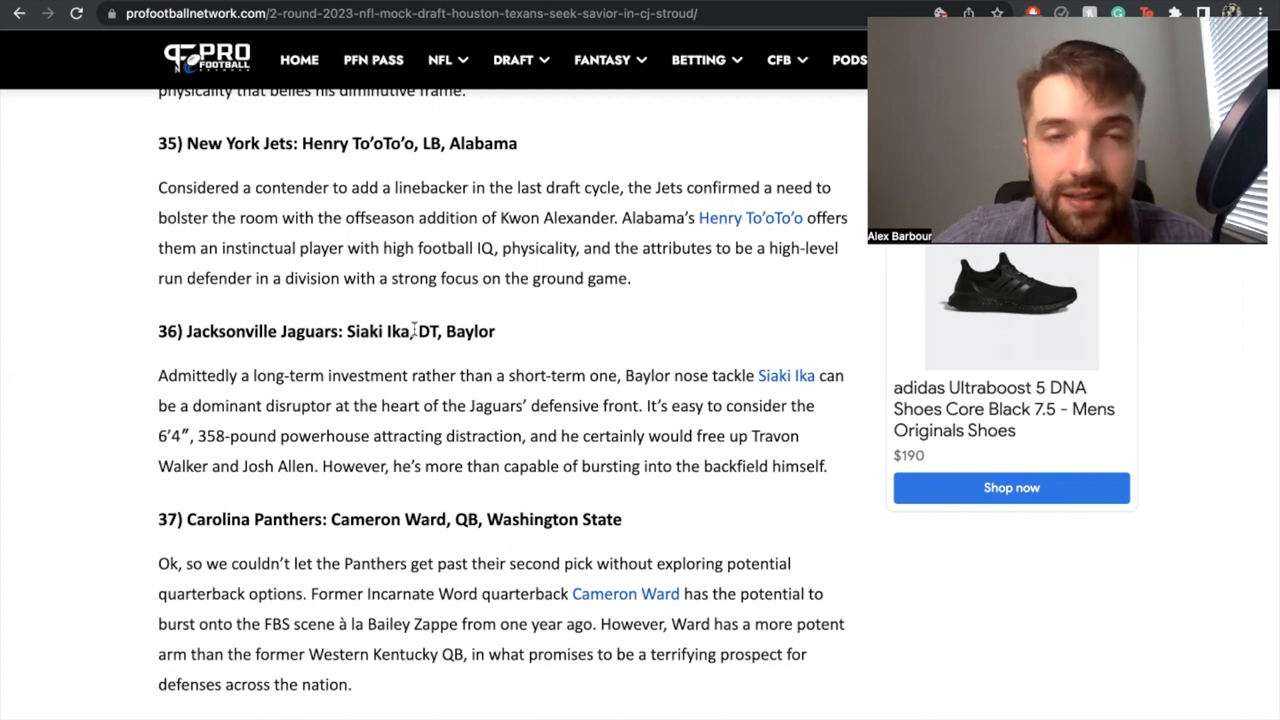 profootballnetwork.com/2-round-2023-nfl-mock-draft-houston-texans-seek-savior-in-cj-stroud/
PRO
FOOTBALL
NETWORK
HOME
PFN PASS
NFL
DRAFT
FANTASY
BETTING
CFB
PODS
physicality that belies his diminutive frame.
35) New York Jets: Henry To’oTo’o, LB, Alabama
Considered a contender to add a linebacker in the last draft cycle, the Jets confirmed a need to
bolster the room with the offseason addition of Kwon Alexander. Alabama’s Henry To’oTo’o offers
them an instinctual player with high football IQ, physicality, and the attributes to be a high-level
run defender in a division with a strong focus on the ground game.
36) Jacksonville Jaguars: Siaki Ika, DT, Baylor
Admittedly a long-term investment rather than a short-term one, Baylor nose tackle Siaki Ika can
be a dominant disruptor at the heart of the Jaguars’ defensive front. It’s easy to consider the
6’4″, 358-pound powerhouse attracting distraction, and he certainly would free up Travon
Walker and Josh Allen. However, he’s more than capable of bursting into the backfield himself.
37) Carolina Panthers: Cameron Ward, QB, Washington State
Ok, so we couldn’t let the Panthers get past their second pick without exploring potential
quarterback options. Former Incarnate Word quarterback Cameron Ward has the potential to
burst onto the FBS scene à la Bailey Zappe from one year ago. However, Ward has a more potent
arm than the former Western Kentucky QB, in what promises to be a terrifying prospect for
defenses across the nation.
Alex Barbour
adidas Ultraboost 5 DNA
Shoes Core Black 7.5 - Mens
Originals Shoes
$190
Shop now